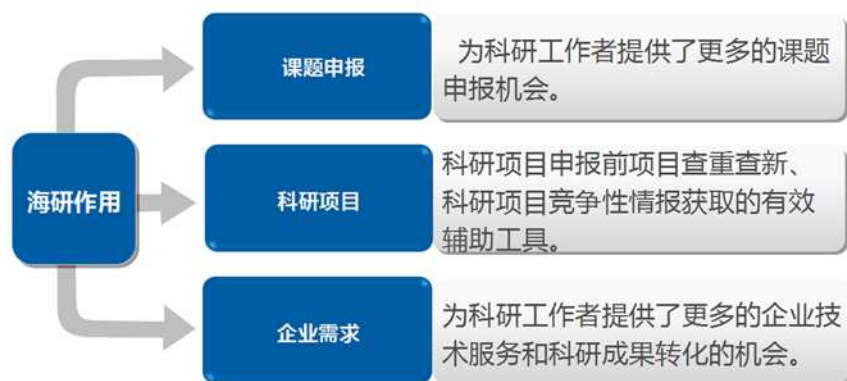 海研作用
课题申报
为科研工作者提供了更多的课题
申报机会。
科研项目
科研项目申报前项目查重查新、
科研项目竞争性情报获取的有效
辅助工具。
企业需求
为科研工作者提供了更多的企业技
术服务和科研成果转化的机会。